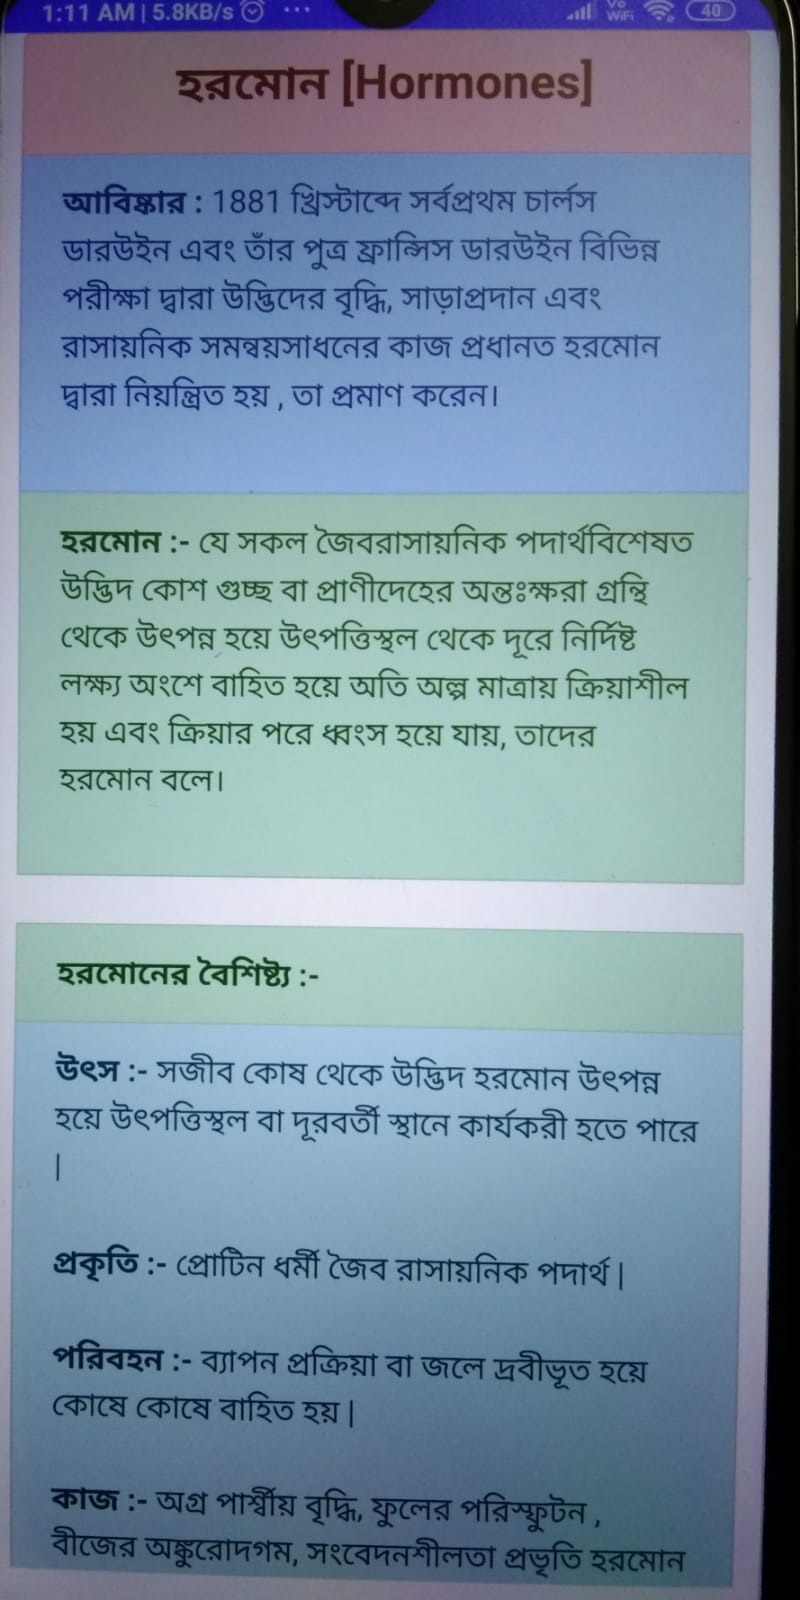 1:11 AM | 5.8KB/s
Vo
WiFi
40
হরমোন [Hormones]
আবিষ্কার : 1881 খ্রিস্টাব্দে সর্বপ্রথম চার্লস
ডারউইন এবং তাঁর পুত্র ফ্রান্সিস ডারউইন বিভিন্ন
পরীক্ষা দ্বারা উদ্ভিদের বৃদ্ধি, সাড়াপ্রদান এবং
রাসায়নিক সমন্বয়সাধনের কাজ প্রধানত হরমোন
দ্বারা নিয়ন্ত্রিত হয় , তা প্রমাণ করেন।
হরমোন :- যে সকল জৈবরাসায়নিক পদার্থবিশেষত
উদ্ভিদ কোশ গুচ্ছ বা প্রাণীদেহের অন্তঃক্ষরা গ্রন্থি
থেকে উৎপন্ন হয়ে উৎপত্তিস্থল থেকে দূরে নির্দিষ্ট
লক্ষ্য অংশে বাহিত হয়ে অতি অল্প মাত্রায় ক্রিয়াশীল
হয় এবং ক্রিয়ার পরে ধ্বংস হয়ে যায়, তাদের
হরমোন বলে।
হরমোনের বৈশিষ্ট্য :-
উৎস :- সজীব কোষ থেকে উদ্ভিদ হরমোন উৎপন্ন
হয়ে উৎপত্তিস্থল বা দূরবর্তী স্থানে কার্যকরী হতে পারে
|
প্রকৃতি :- প্রোটিন ধর্মী জৈব রাসায়নিক পদার্থ |
পরিবহন :- ব্যাপন প্রক্রিয়া বা জলে দ্রবীভূত হয়ে
কোষে কোষে বাহিত হয় |
কাজ :- অগ্র পার্শ্বীয় বৃদ্ধি, ফুলের পরিস্ফুটন ,
বীজের অঙ্কুরোদগম, সংবেদনশীলতা প্রভৃতি হরমোন